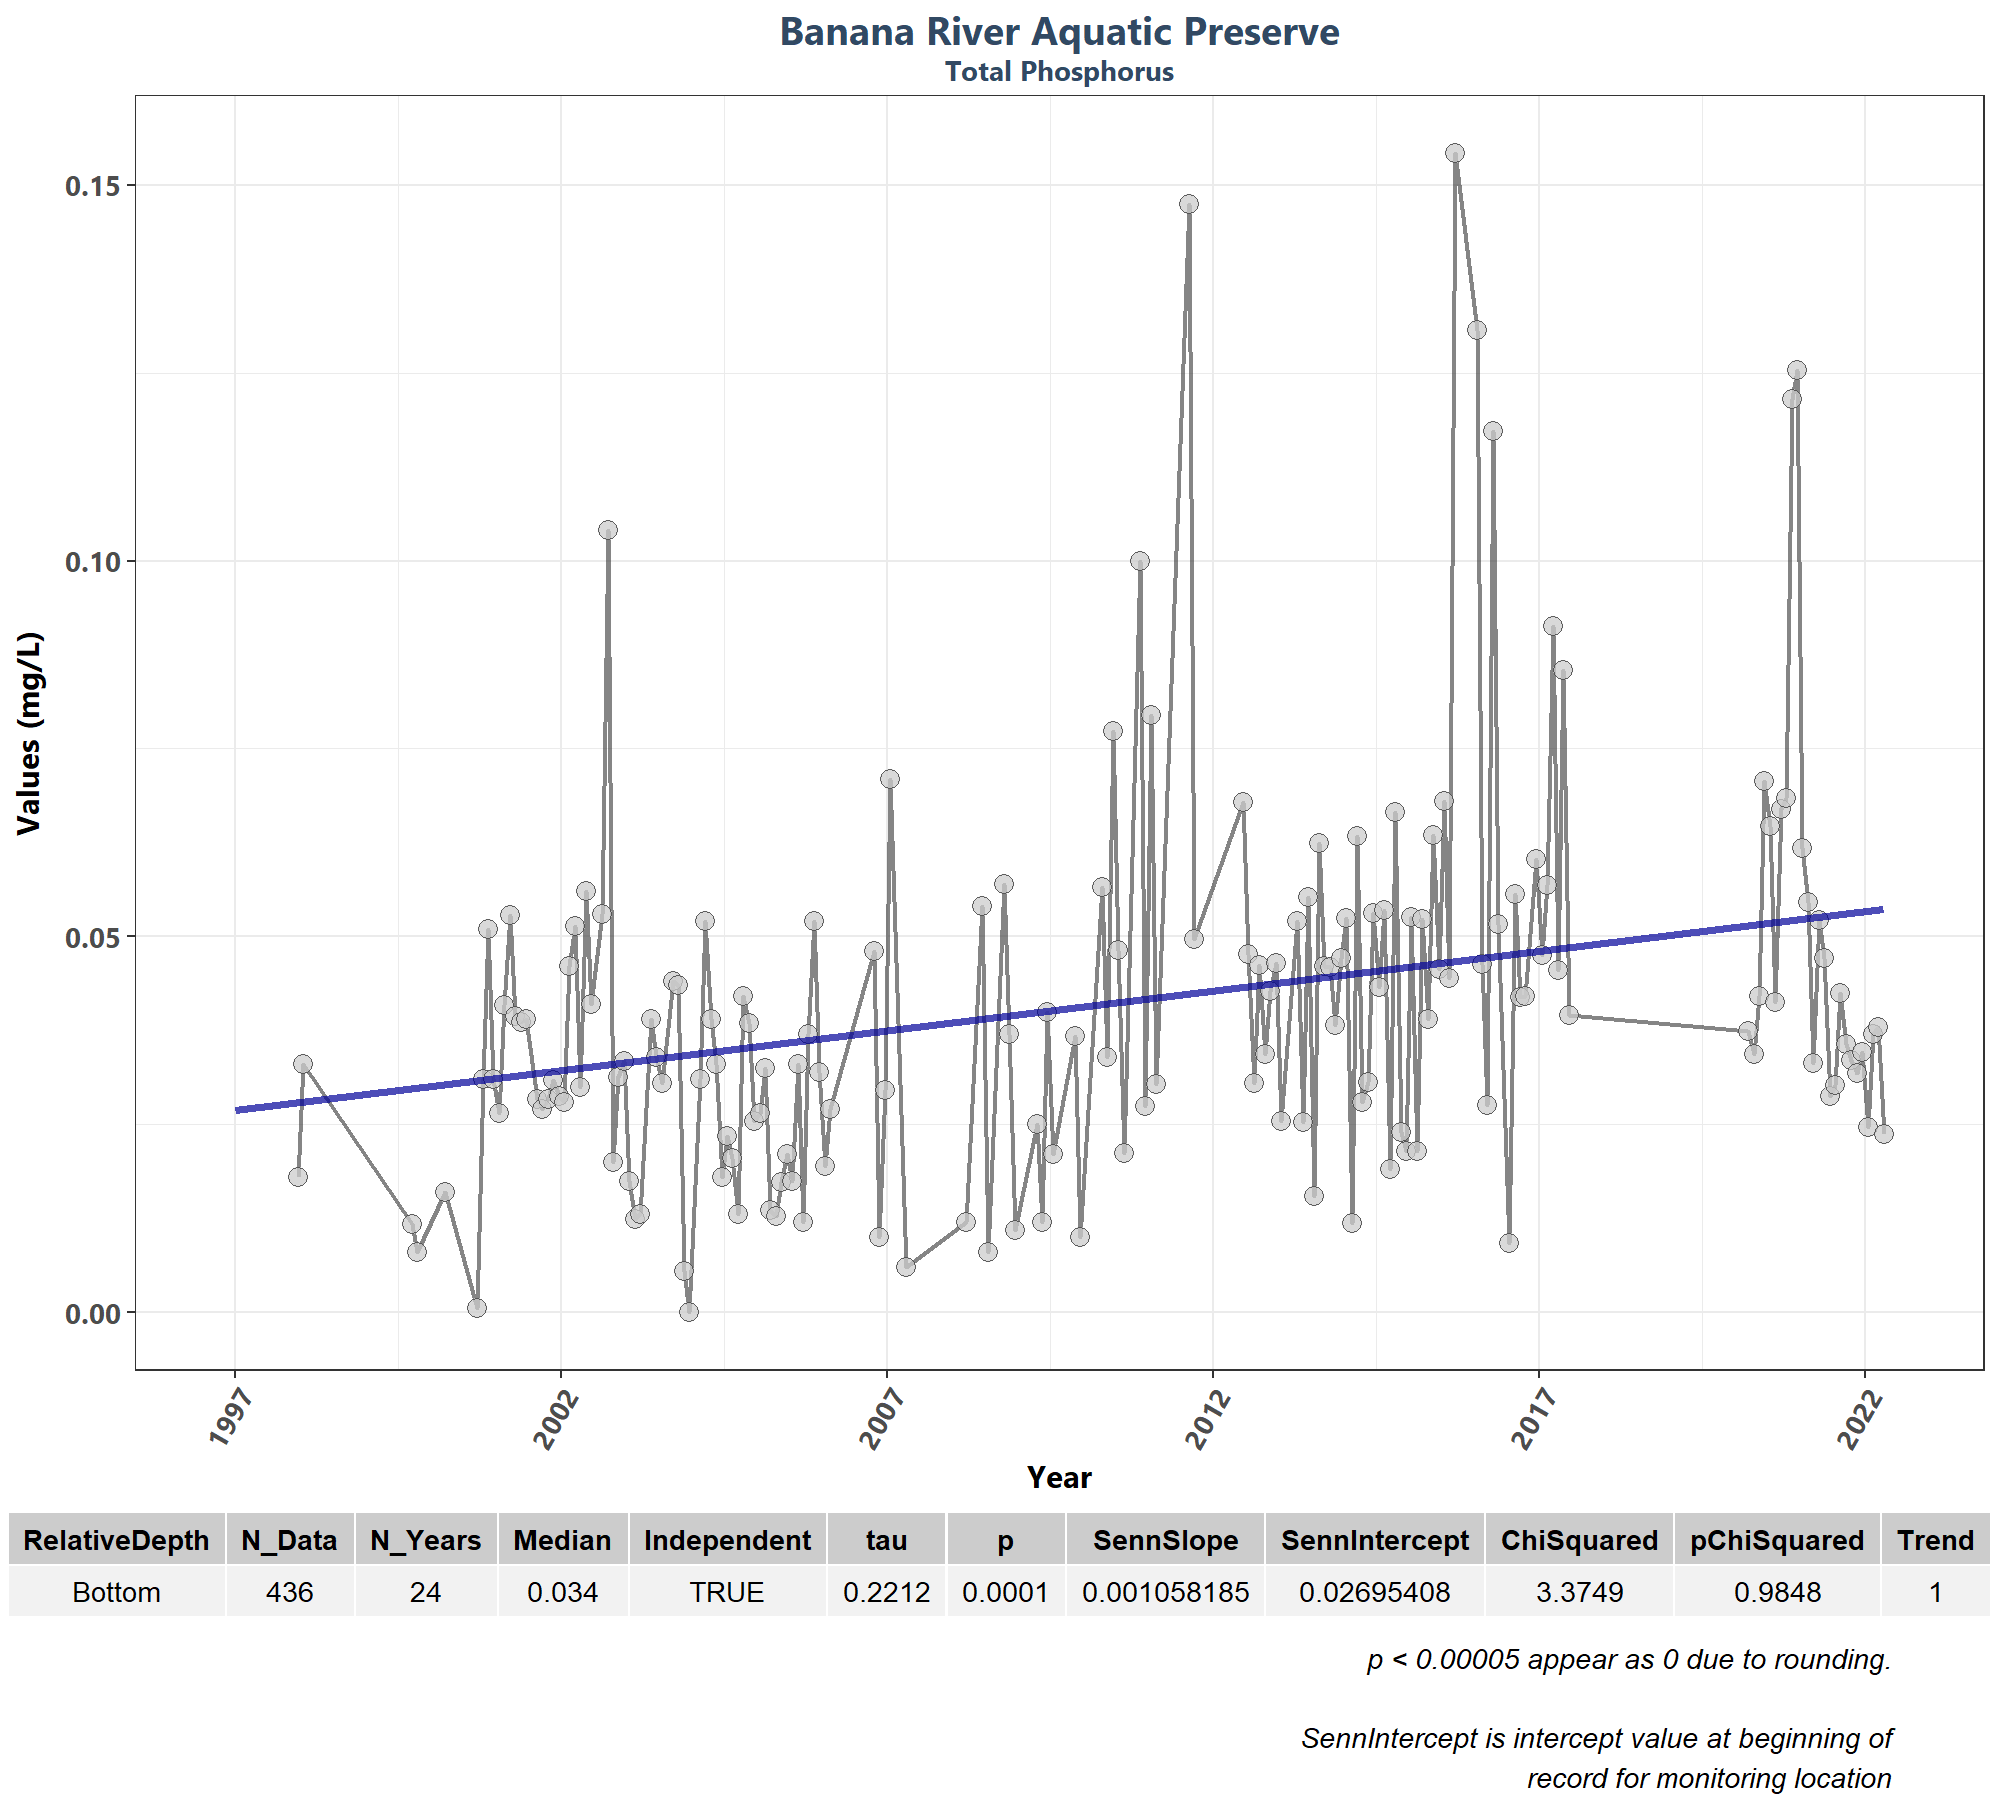 Banana River Aquatic Preserve
Total Phosphorus
Values (mg/L)
0.15
0.10
0.05
0.00
1997 2002 2007 2012 2017 2022
Year
RelativeDepth N_Data N_Years Median Independent tau p SennSlope SennIntercept ChiSquared pChiSquared Trend
Bottom 436 24 0.034 TRUE 0.2212 0.0001 0.001058185 0.02695408 3.3749 0.9848 1
p < 0.00005 appear as 0 due to rounding.
SennIntercept is intercept value at beginning of
record for monitoring location